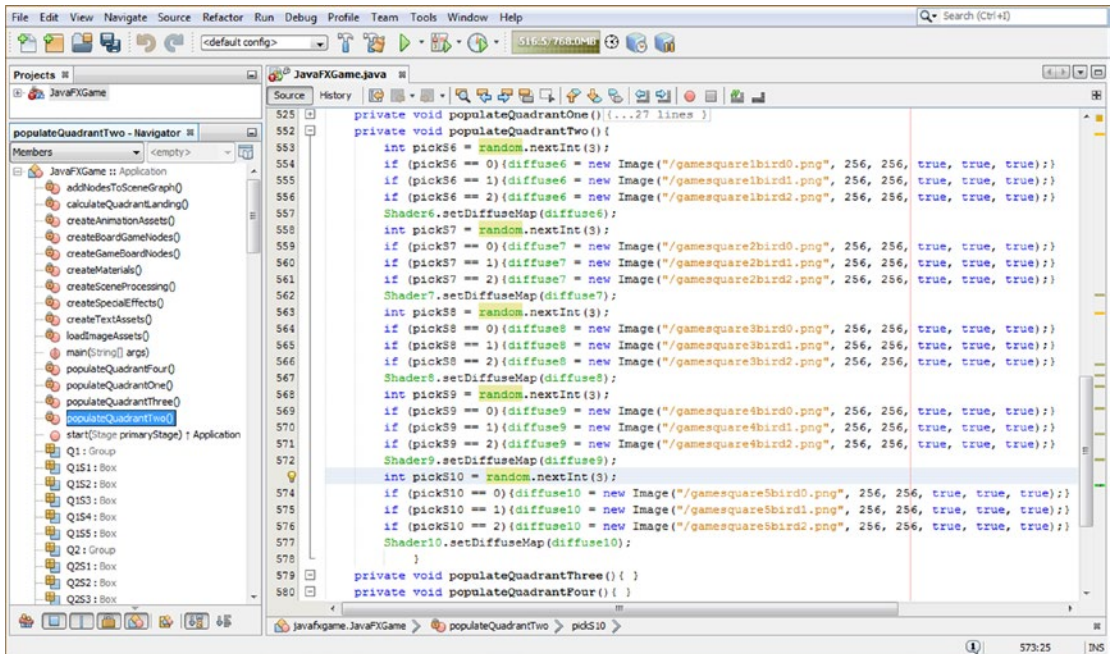 File Edit View Navigate Source Refactor Run Debug Profile Team Tools Window Help
Search (Ctrl+I)
<default config>
516.5/768.0MB
Projects
JavaFXGame
populateQuadrantTwo - Navigator
Members
<empty>
JavaFXGame :: Application
addNodesToSceneGraph()
calculateQuadrantLanding()
createAnimationAssets()
createBoardGameNodes()
createGameBoardNodes()
createMaterials()
createSceneProcessing()
createSpecialEffects()
createTextAssets()
loadImageAssets()
main(String[] args)
populateQuadrantFour()
populateQuadrantOne()
populateQuadrantThree()
populateQuadrantTwo()
start(Stage primaryStage) ↑ Application
Q1 : Group
Q1S1 : Box
Q1S2 : Box
Q1S3 : Box
Q1S4 : Box
Q1S5 : Box
Q2 : Group
Q2S1 : Box
Q2S2 : Box
Q2S3 : Box
JavaFXGame.java
Source History
525 private void populateQuadrantOne() {...27 lines }
552 private void populateQuadrantTwo(){
553 int pickS6 = random.nextInt(3);
554 if (pickS6 == 0){diffuse6 = new Image("/gamesquare1bird0.png", 256, 256, true, true, true);}
555 if (pickS6 == 1){diffuse6 = new Image("/gamesquare1bird1.png", 256, 256, true, true, true);}
556 if (pickS6 == 2){diffuse6 = new Image("/gamesquare1bird2.png", 256, 256, true, true, true);}
557 Shader6.setDiffuseMap(diffuse6);
558 int pickS7 = random.nextInt(3);
559 if (pickS7 == 0){diffuse7 = new Image("/gamesquare2bird0.png", 256, 256, true, true, true);}
560 if (pickS7 == 1){diffuse7 = new Image("/gamesquare2bird1.png", 256, 256, true, true, true);}
561 if (pickS7 == 2){diffuse7 = new Image("/gamesquare2bird2.png", 256, 256, true, true, true);}
562 Shader7.setDiffuseMap(diffuse7);
563 int pickS8 = random.nextInt(3);
564 if (pickS8 == 0){diffuse8 = new Image("/gamesquare3bird0.png", 256, 256, true, true, true);}
565 if (pickS8 == 1){diffuse8 = new Image("/gamesquare3bird1.png", 256, 256, true, true, true);}
566 if (pickS8 == 2){diffuse8 = new Image("/gamesquare3bird2.png", 256, 256, true, true, true);}
567 Shader8.setDiffuseMap(diffuse8);
568 int pickS9 = random.nextInt(3);
569 if (pickS9 == 0){diffuse9 = new Image("/gamesquare4bird0.png", 256, 256, true, true, true);}
570 if (pickS9 == 1){diffuse9 = new Image("/gamesquare4bird1.png", 256, 256, true, true, true);}
571 if (pickS9 == 2){diffuse9 = new Image("/gamesquare4bird2.png", 256, 256, true, true, true);}
572 Shader9.setDiffuseMap(diffuse9);
int pickS10 = random.nextInt(3);
574 if (pickS10 == 0){diffuse10 = new Image("/gamesquare5bird0.png", 256, 256, true, true, true);}
575 if (pickS10 == 1){diffuse10 = new Image("/gamesquare5bird1.png", 256, 256, true, true, true);}
576 if (pickS10 == 2){diffuse10 = new Image("/gamesquare5bird2.png", 256, 256, true, true, true);}
577 Shader10.setDiffuseMap(diffuse10);
578 }
579 private void populateQuadrantThree(){ }
580 private void populateQuadrantFour(){ }
javafxgame.JavaFXGame > populateQuadrantTwo > pickS10 >
1
573:25
INS